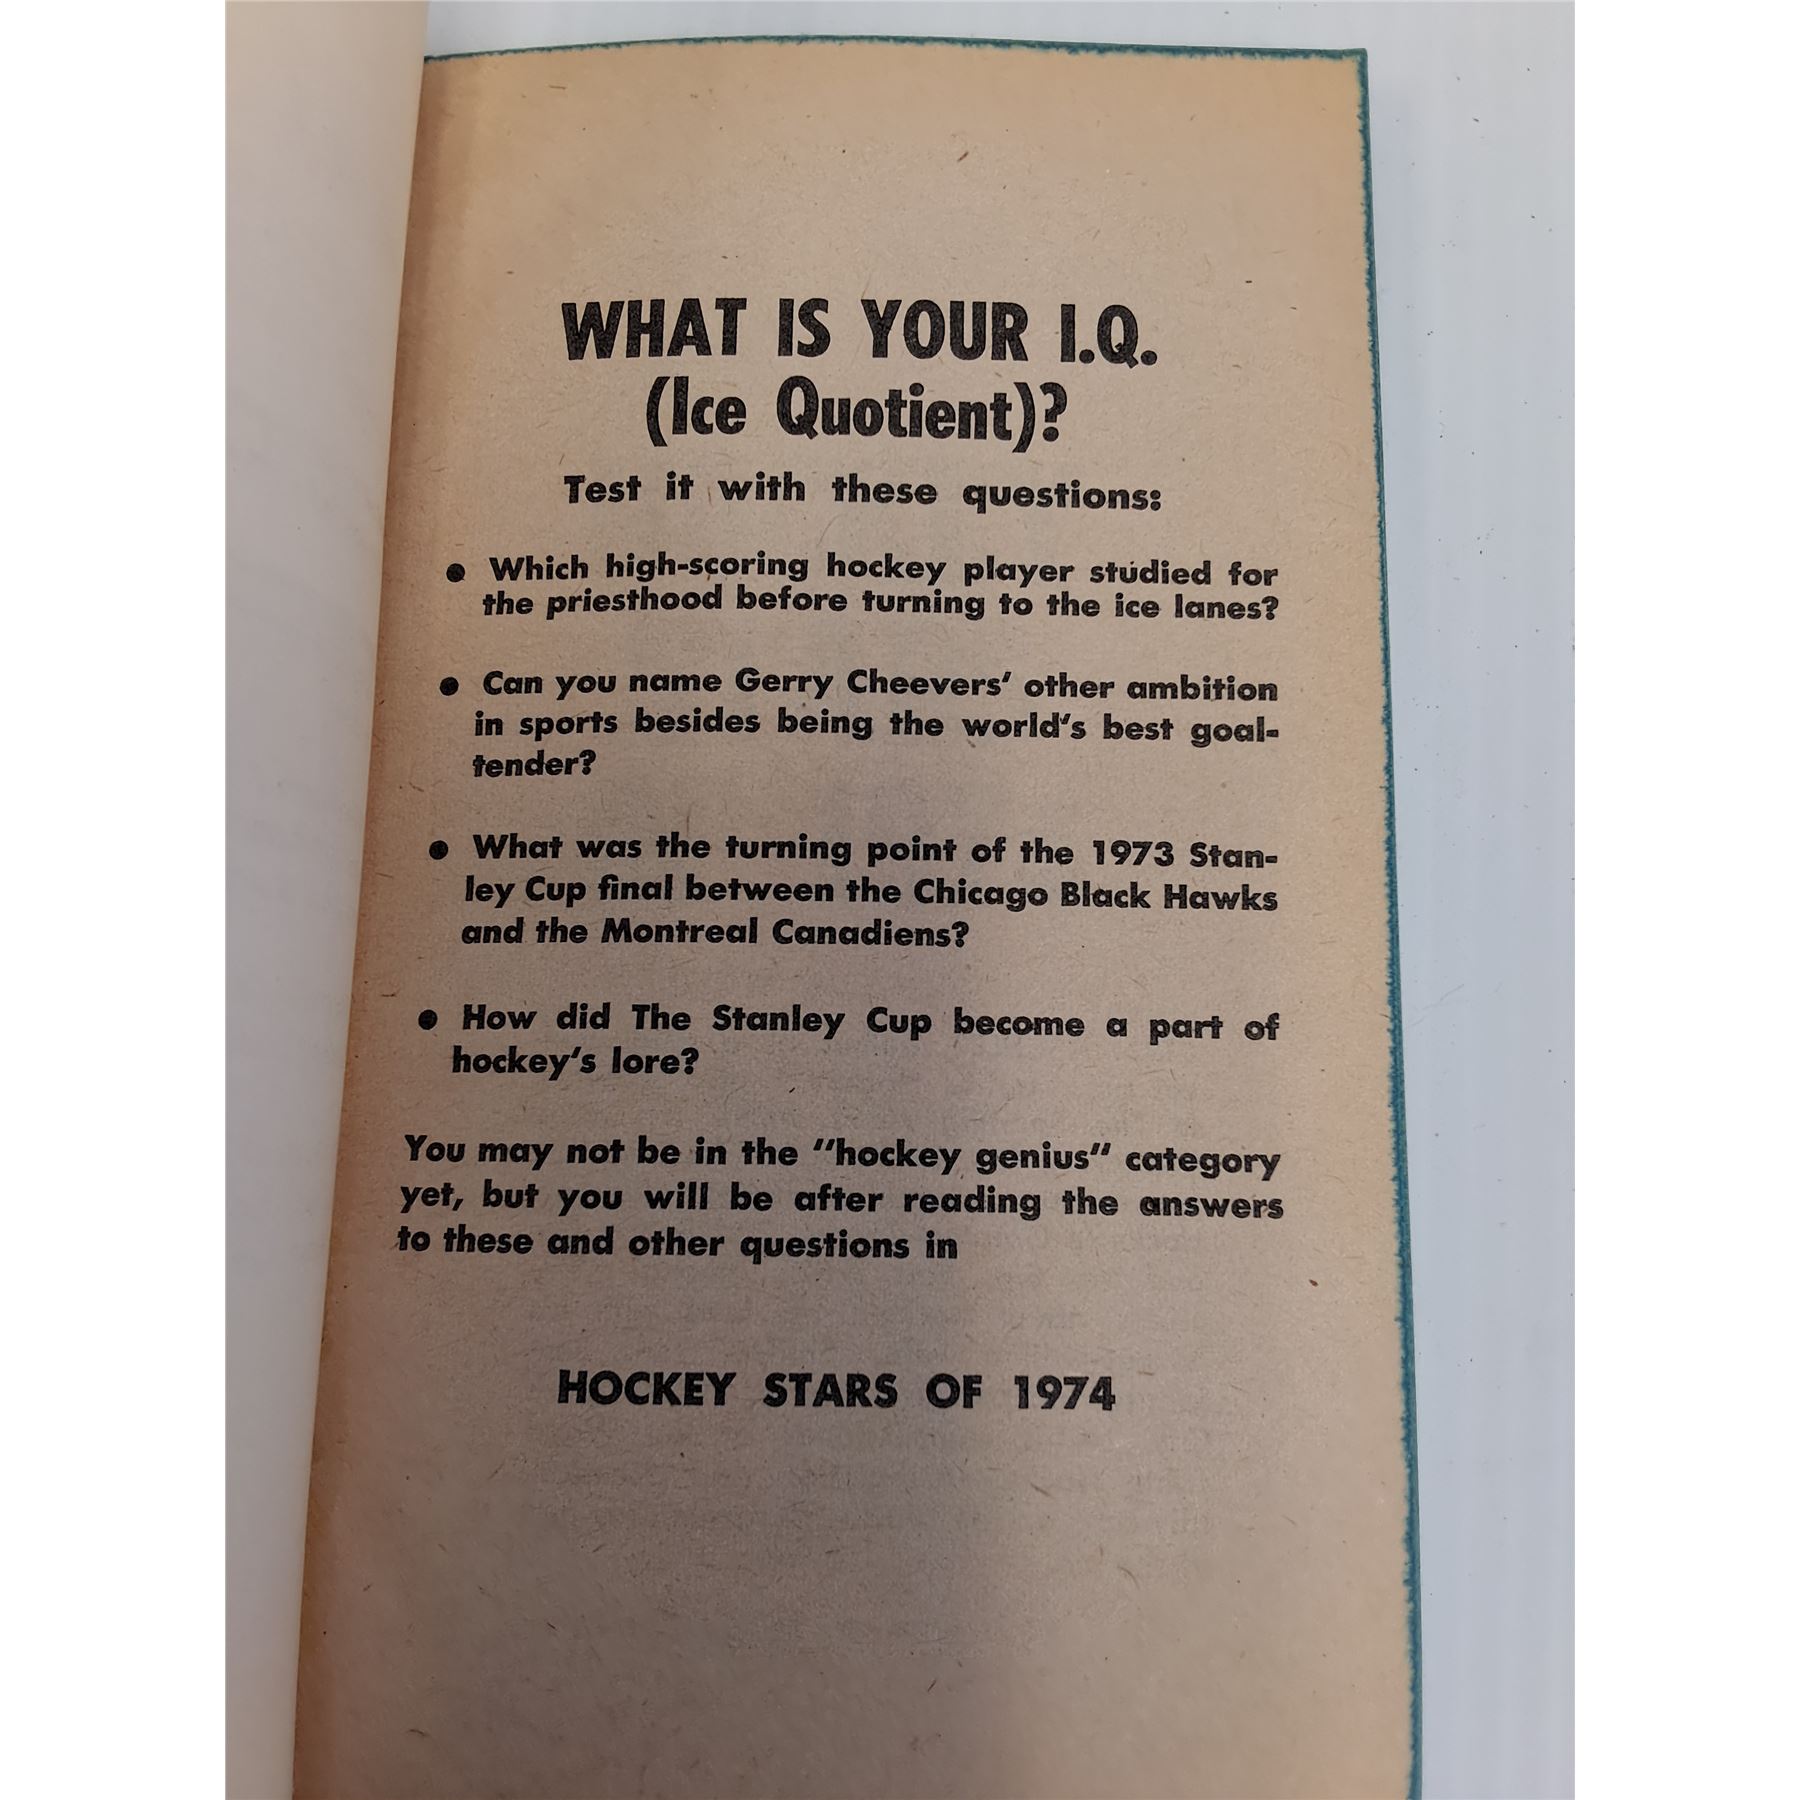 WHAT IS YOUR I.Q.
(Ice Quotient)?
Test it with these questions:
● Which high-scoring hockey player studied for
the priesthood before turning to the ice lanes?
● Can you name Gerry Cheevers' other ambition
in sports besides being the world's best goal-
tender?
● What was the turning point of the 1973 Stan-
ley Cup final between the Chicago Black Hawks
and the Montreal Canadiens?
● How did The Stanley Cup become a part of
hockey's lore?
You may not be in the "hockey genius" category
yet, but you will be after reading the answers
to these and other questions in
HOCKEY STARS OF 1974